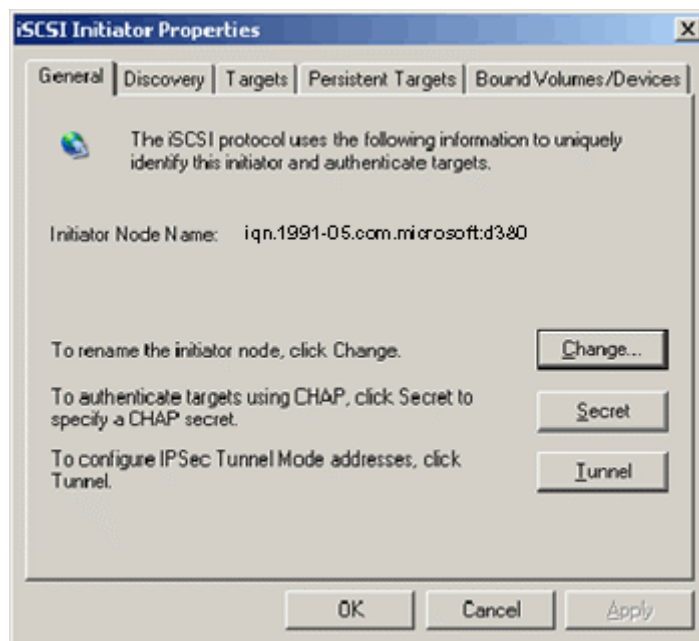 iSCSI Initiator Properties
General Discovery Targets Persistent Targets Bound Volumes/Devices
The iSCSI protocol uses the following information to uniquely
identify this initiator and authenticate targets.
Initiator Node Name: iqn.1991-05.com.microsoft:d380
To rename the initiator node, click Change.
Change...
To authenticate targets using CHAP, click Secret to
specify a CHAP secret.
Secret
To configure IPSec Tunnel Mode addresses, click
Tunnel.
Tunnel
OK Cancel Apply